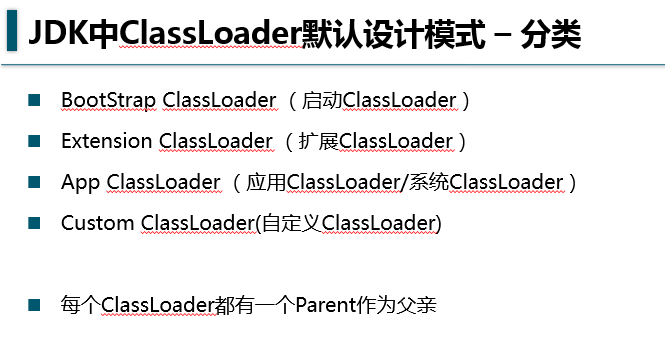 JDK中ClassLoader默认设计模式 – 分类
BootStrap ClassLoader （启动ClassLoader）
Extension ClassLoader （扩展ClassLoader）
App ClassLoader （应用ClassLoader/系统ClassLoader）
Custom ClassLoader(自定义ClassLoader)
每个ClassLoader都有一个Parent作为父亲